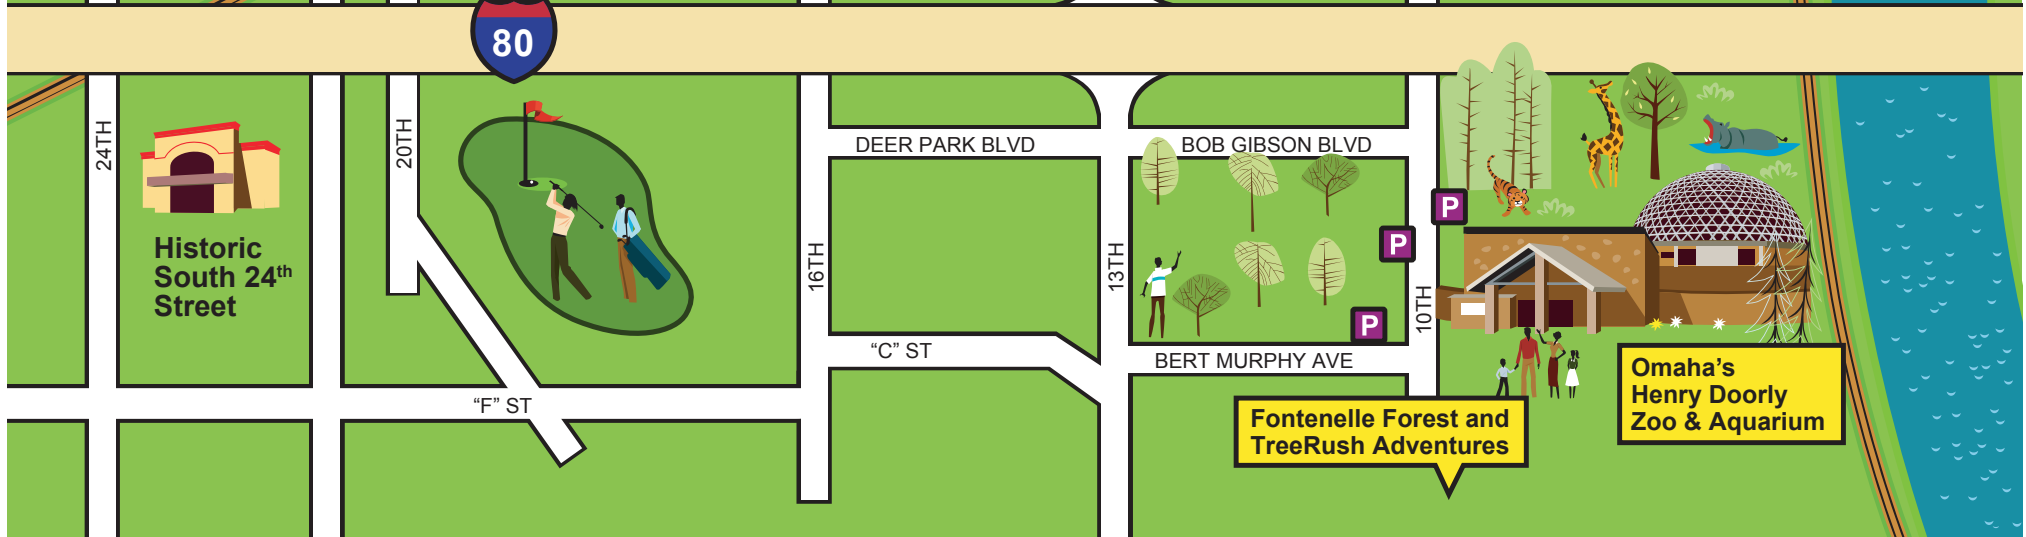 80
24TH
20TH
DEER PARK BLVD
BOB GIBSON BLVD
Historic
South 24th
Street
16TH
13TH
P
P
P
10TH
"C" ST
BERT MURPHY AVE
"F" ST
Fontenelle Forest and
TreeRush Adventures
Omaha's
Henry Doorly
Zoo & Aquarium